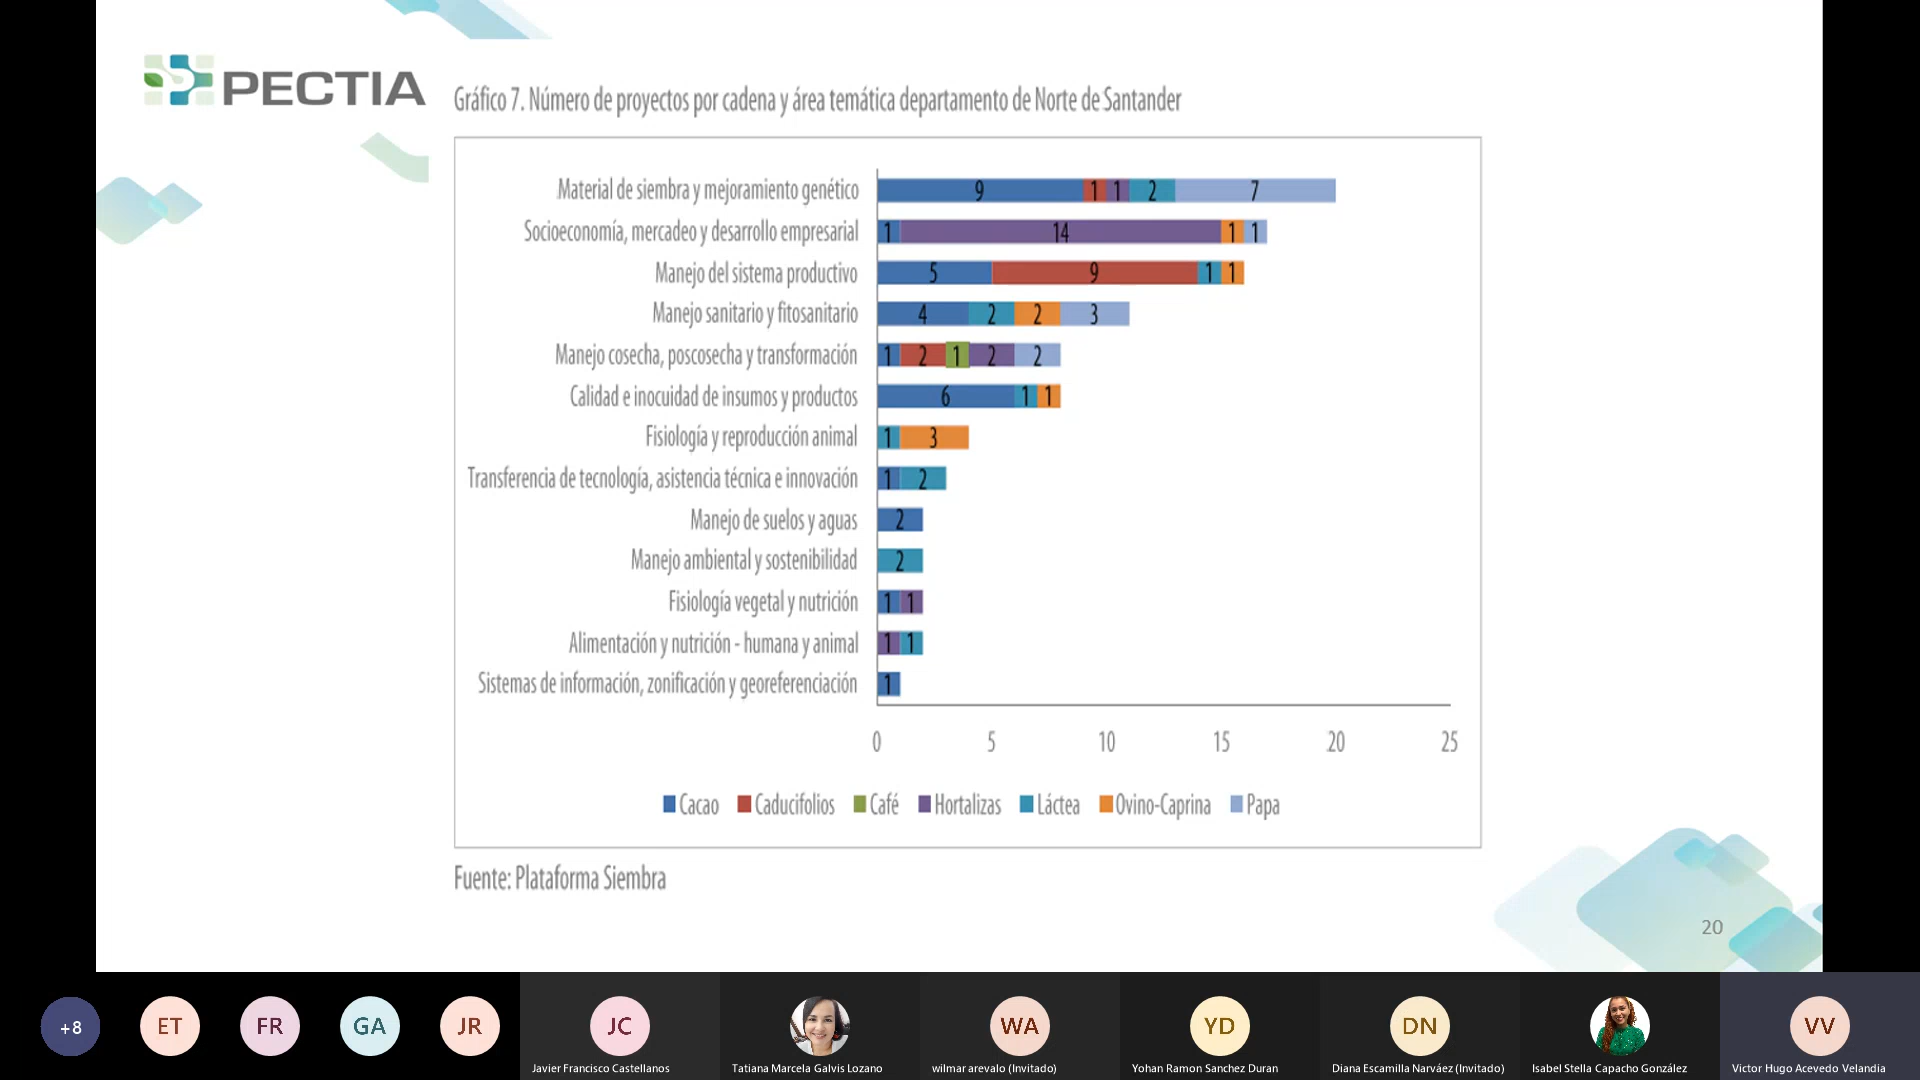 PECTIA
Gráfico 7. Número de proyectos por cadena y área temática departamento de Norte de Santander
Material de siembra y mejoramiento genético 9 1 1 2 7
Socioeconomía, mercadeo y desarrollo empresarial 1 14 1 1
Manejo del sistema productivo 5 9 1 1
Manejo sanitario y fitosanitario 4 2 2 3
Manejo cosecha, poscosecha y transformación 1 2 1 2 2
Calidad e inocuidad de insumos y productos 6 1 1
Fisiología y reproducción animal 1 3
Transferencia de tecnología, asistencia técnica e innovación 1 2
Manejo de suelos y aguas 2
Manejo ambiental y sostenibilidad 2
Fisiología vegetal y nutrición 1 1
Alimentación y nutrición - humana y animal 1 1
Sistemas de información, zonificación y georeferenciación 1
0 5 10 15 20 25
Cacao Caducifolios Café Hortalizas Láctea Ovino-Caprina Papa
Fuente: Plataforma Siembra
20
+8 ET FR GA JR JC WA YD DN VV
Javier Francisco Castellanos Tatiana Marcela Galvis Lozano wilmar arevalo (Invitado) Yohan Ramon Sanchez Duran Diana Escamilla Narváez (Invitado) Isabel Stella Capacho González Victor Hugo Acevedo Velandia